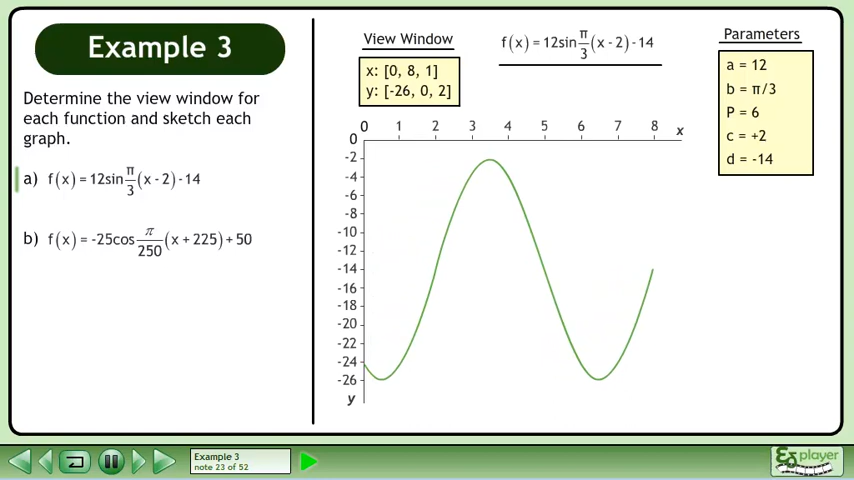 Example 3
Determine the view window for
each function and sketch each
graph.
a) f(x) = 12sin π/3 (x - 2) - 14
b) f(x) = -25cos π/250 (x + 225) + 50
View Window
x: [0, 8, 1]
y: [-26, 0, 2]
f(x) = 12sin π/3 (x - 2) - 14
Parameters
a = 12
b = π/3
P = 6
c = +2
d = -14
0 1 2 3 4 5 6 7 8 x
0
-2
-4
-6
-8
-10
-12
-14
-16
-18
-20
-22
-24
-26
y
Example 3
note 23 of 52
player